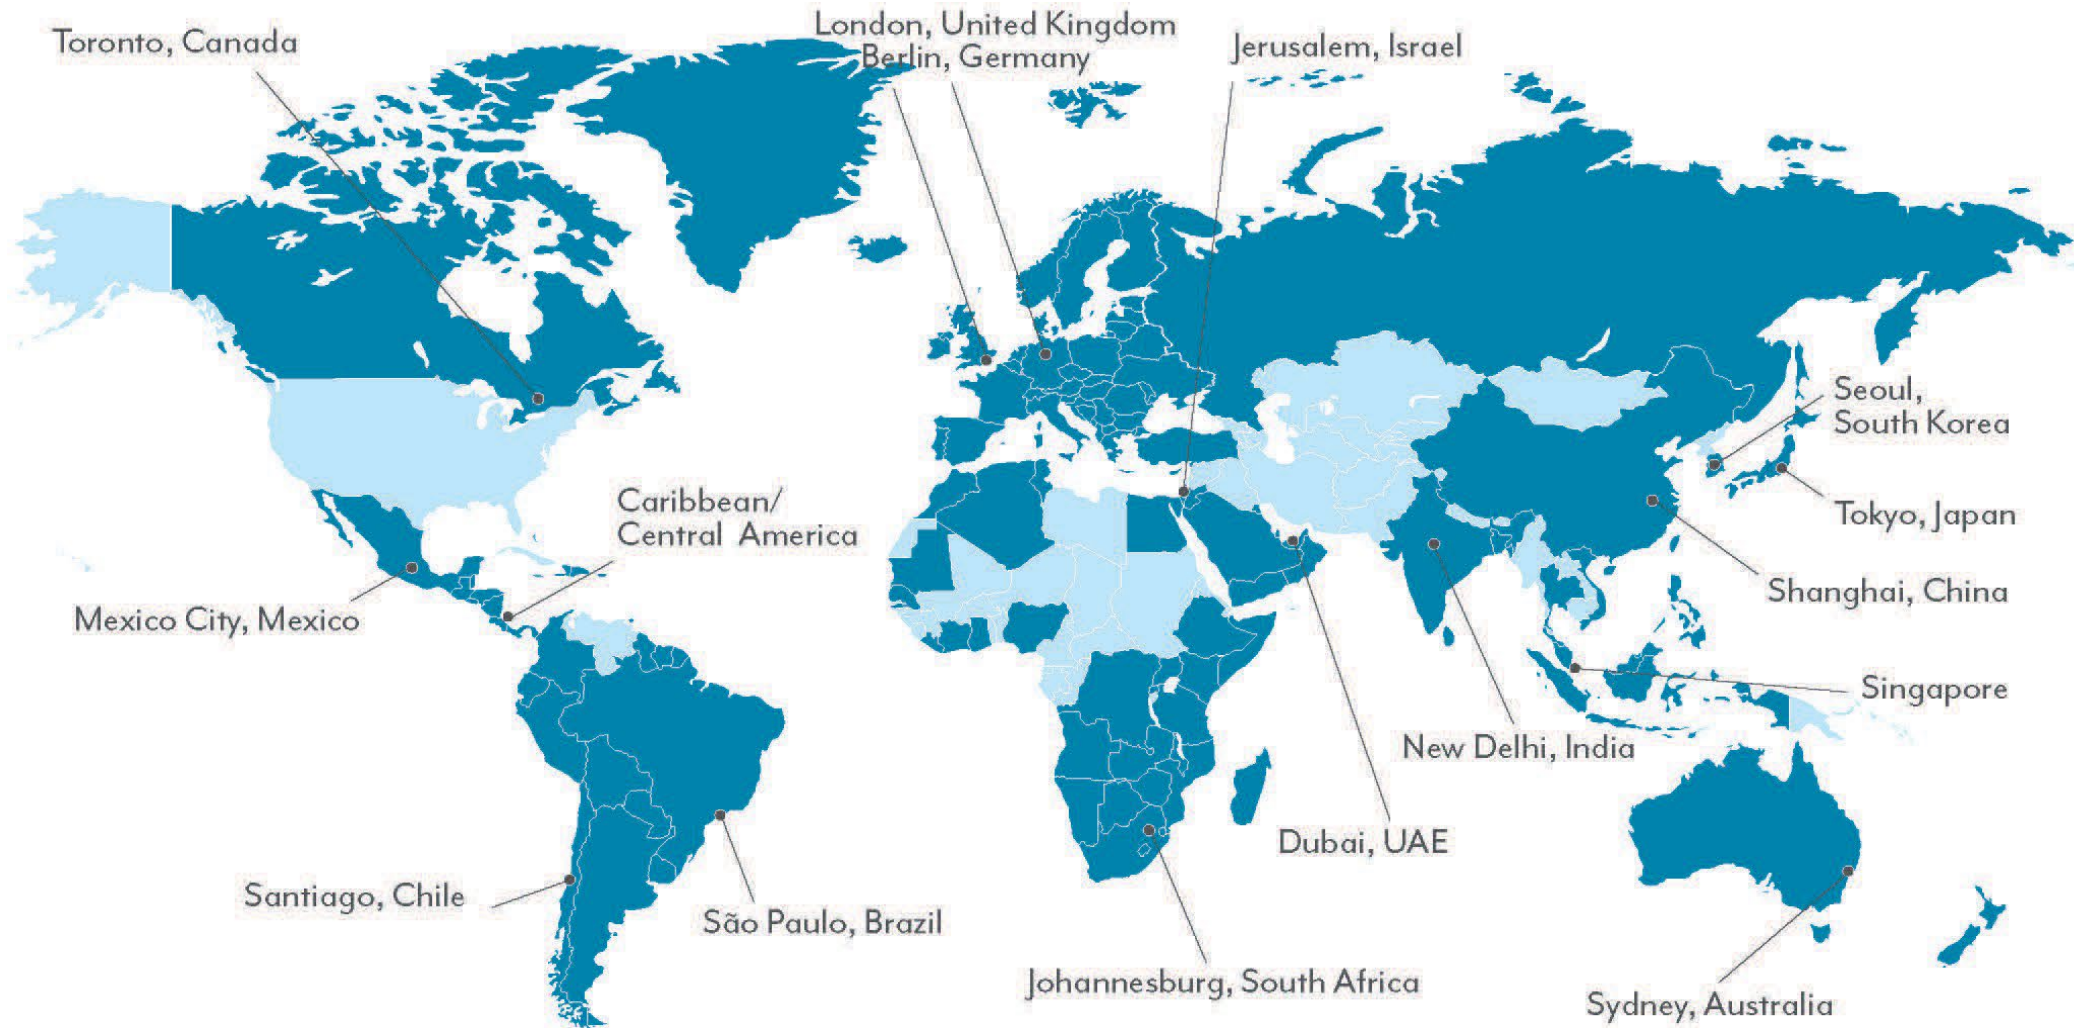 Toronto, Canada
London, United Kingdom
Berlin, Germany
Jerusalem, Israel
Seoul,
South Korea
Caribbean/
Central America
Tokyo, Japan
Mexico City, Mexico
Shanghai, China
Singapore
New Delhi, India
Dubai, UAE
Santiago, Chile
São Paulo, Brazil
Johannesburg, South Africa
Sydney, Australia